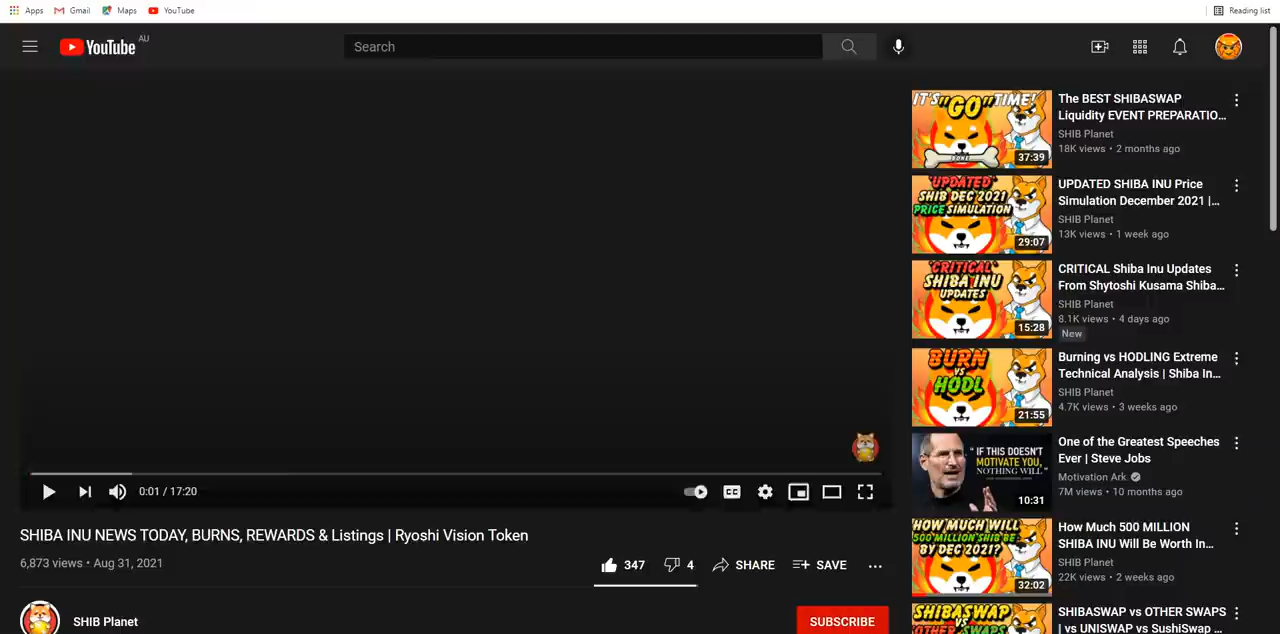 Apps Gmail Maps YouTube Reading list
YouTube AU
Search
IT'S "GO" TIME!
BONE
37:39
The BEST SHIBASWAP
Liquidity EVENT PREPARATIO...
SHIB Planet
18K views • 2 months ago
UPDATED
SHIB DEC 2021
PRICE SIMULATION
29:07
UPDATED SHIBA INU Price
Simulation December 2021 |...
SHIB Planet
13K views • 1 week ago
CRITICAL
SHIBA INU
UPDATES
15:28
CRITICAL Shiba Inu Updates
From Shytoshi Kusama Shiba...
SHIB Planet
8.1K views • 4 days ago
New
BURN
VS
HODL
21:55
Burning vs HODLING Extreme
Technical Analysis | Shiba In...
SHIB Planet
4.7K views • 3 weeks ago
" IF THIS DOESN'T
MOTIVATE YOU,
NOTHING WILL "
10:31
One of the Greatest Speeches
Ever | Steve Jobs
Motivation Ark
7M views • 10 months ago
HOW MUCH WILL
500 MILLION SHIB BE
BY DEC 2021?
32:02
How Much 500 MILLION
SHIBA INU Will Be Worth In...
SHIB Planet
22K views • 2 weeks ago
SHIBASWAP
VS
OTHER SWAPS
SHIBASWAP vs OTHER SWAPS
| vs UNISWAP vs SushiSwap ...
0:01 / 17:20
CC
SHIBA INU NEWS TODAY, BURNS, REWARDS & Listings | Ryoshi Vision Token
6,873 views • Aug 31, 2021
347 4 SHARE SAVE
SHIB Planet
SUBSCRIBE